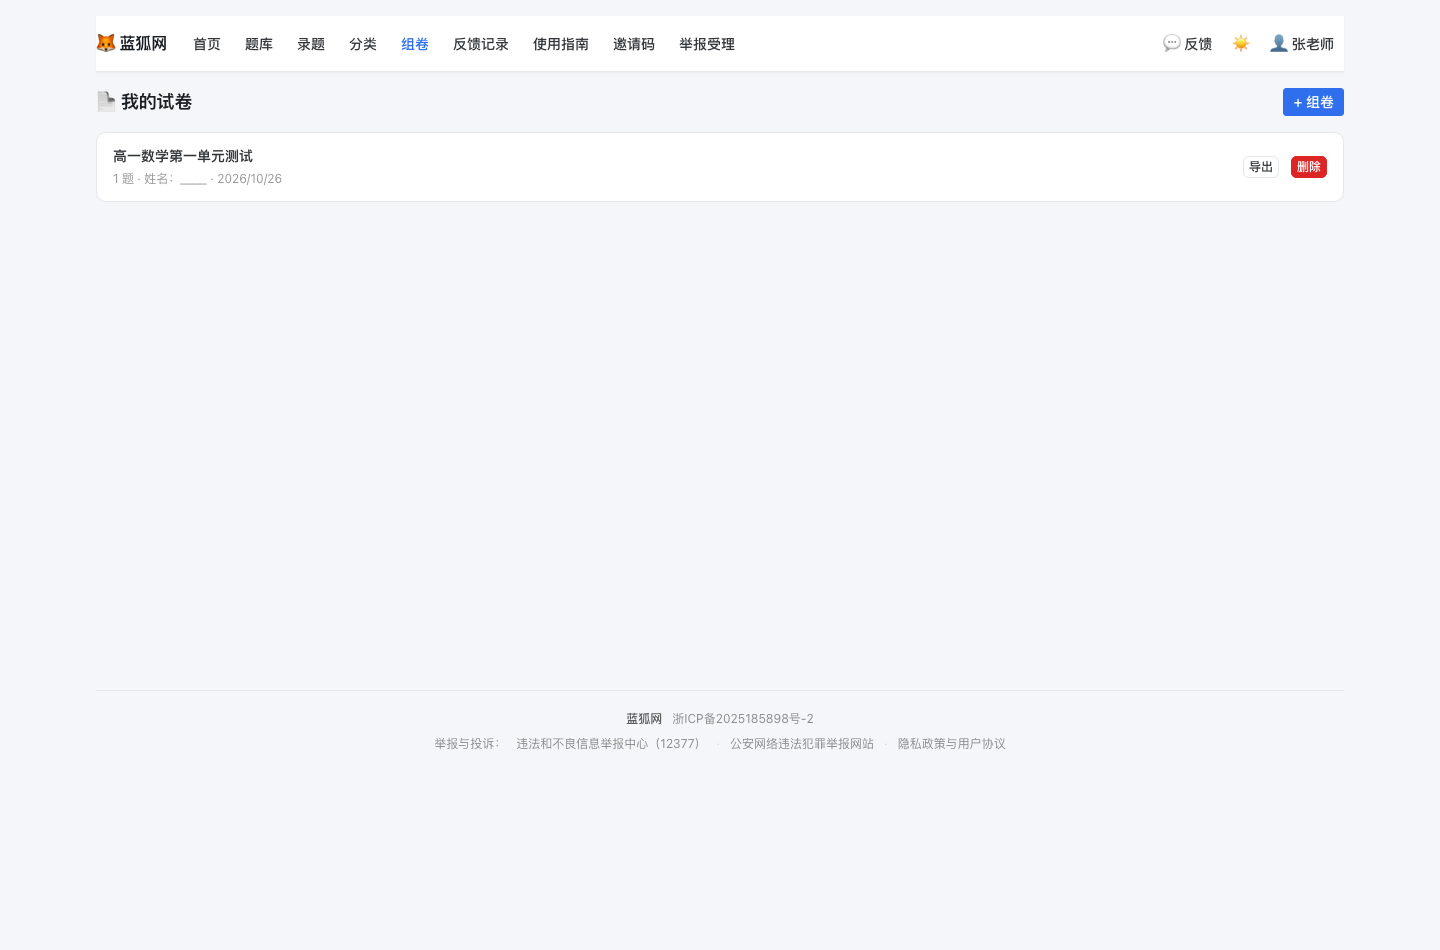 蓝狐网 首页 题库 录题 分类 组卷 反馈记录 使用指南 邀请码 举报受理 反馈 张老师
我的试卷 + 组卷
高一数学第一单元测试
1 题 · 姓名：_____ · 2026/10/26
导出 删除
蓝狐网 浙ICP备2025185898号-2
举报与投诉： 违法和不良信息举报中心（12377） · 公安网络违法犯罪举报网站 · 隐私政策与用户协议